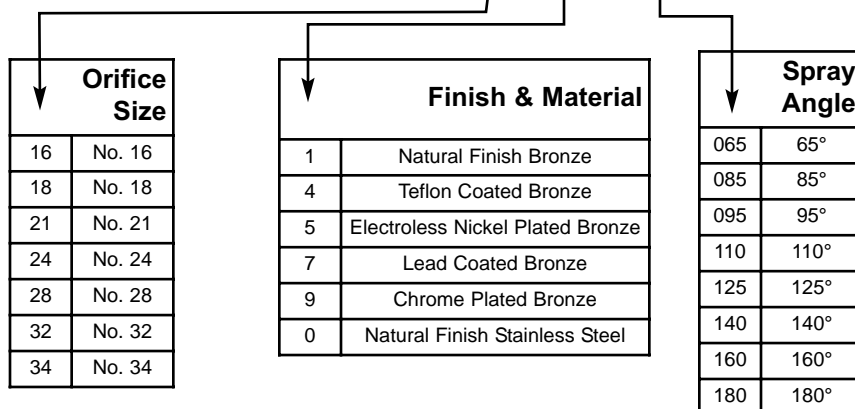 Orifice
Size
16 No. 16
18 No. 18
21 No. 21
24 No. 24
28 No. 28
32 No. 32
34 No. 34
Finish & Material
1 Natural Finish Bronze
4 Teflon Coated Bronze
5 Electroless Nickel Plated Bronze
7 Lead Coated Bronze
9 Chrome Plated Bronze
0 Natural Finish Stainless Steel
Spray
Angle
065 65°
085 85°
095 95°
110 110°
125 125°
140 140°
160 160°
180 180°